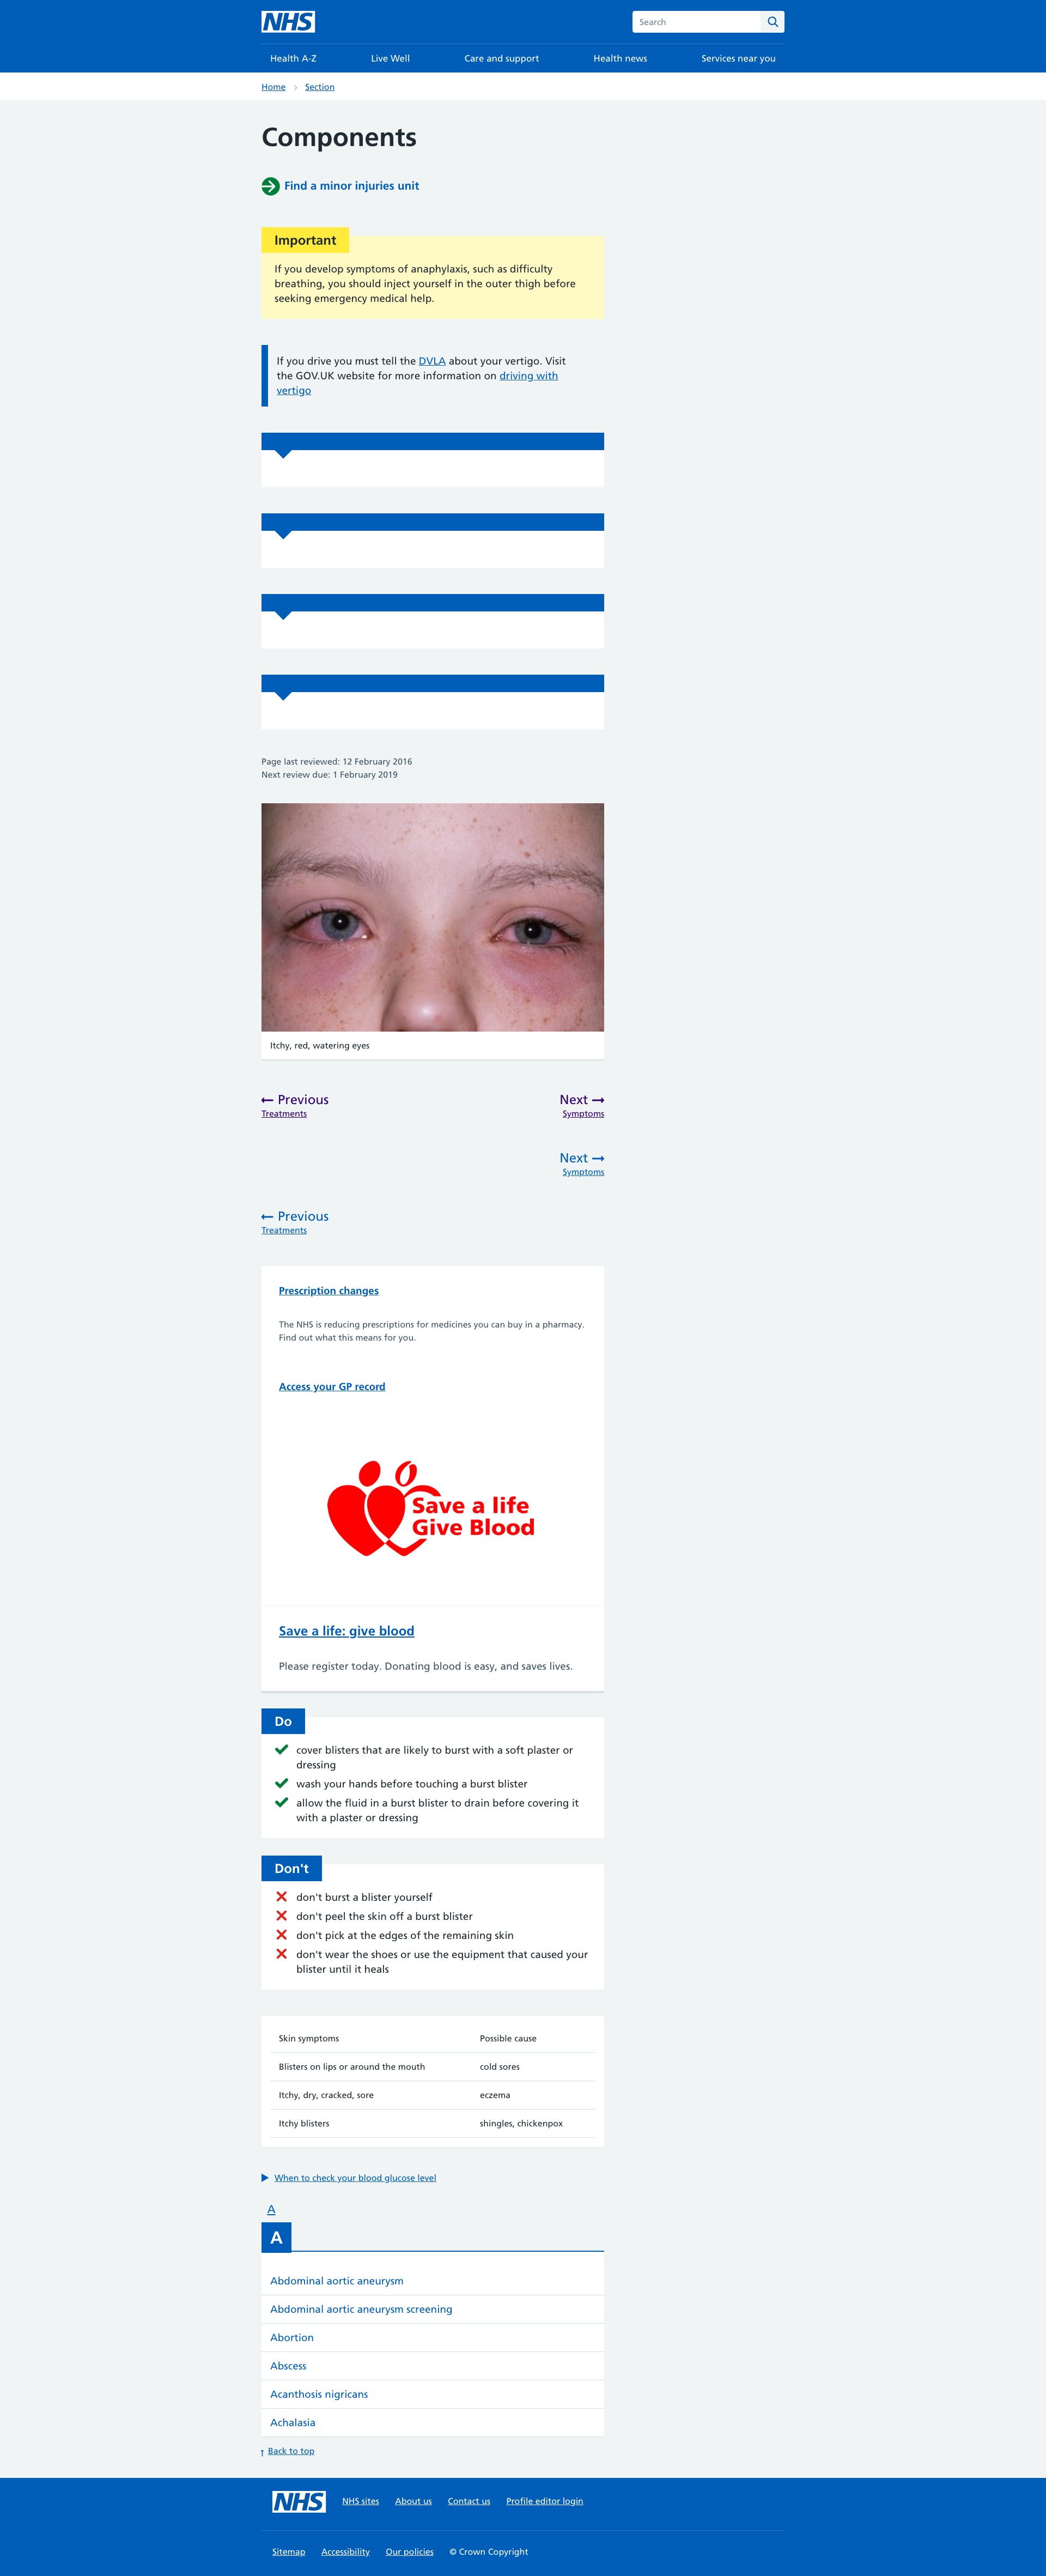 NHS
Search
Health A-Z
Live Well
Care and support
Health news
Services near you
Home
Section
Components
Find a minor injuries unit
Important
If you develop symptoms of anaphylaxis, such as difficulty
breathing, you should inject yourself in the outer thigh before
seeking emergency medical help.
If you drive you must tell the DVLA about your vertigo. Visit
the GOV.UK website for more information on driving with
vertigo
Page last reviewed: 12 February 2016
Next review due: 1 February 2019
Itchy, red, watering eyes
Previous
Treatments
Next
Symptoms
Next
Symptoms
Previous
Treatments
Prescription changes
The NHS is reducing prescriptions for medicines you can buy in a pharmacy.
Find out what this means for you.
Access your GP record
Save a life
Give Blood
Save a life: give blood
Please register today. Donating blood is easy, and saves lives.
Do
cover blisters that are likely to burst with a soft plaster or
dressing
wash your hands before touching a burst blister
allow the fluid in a burst blister to drain before covering it
with a plaster or dressing
Don't
don't burst a blister yourself
don't peel the skin off a burst blister
don't pick at the edges of the remaining skin
don't wear the shoes or use the equipment that caused your
blister until it heals
Skin symptoms Possible cause
Blisters on lips or around the mouth cold sores
Itchy, dry, cracked, sore eczema
Itchy blisters shingles, chickenpox
When to check your blood glucose level
A
A
Abdominal aortic aneurysm
Abdominal aortic aneurysm screening
Abortion
Abscess
Acanthosis nigricans
Achalasia
Back to top
NHS
NHS sites
About us
Contact us
Profile editor login
Sitemap
Accessibility
Our policies
© Crown Copyright